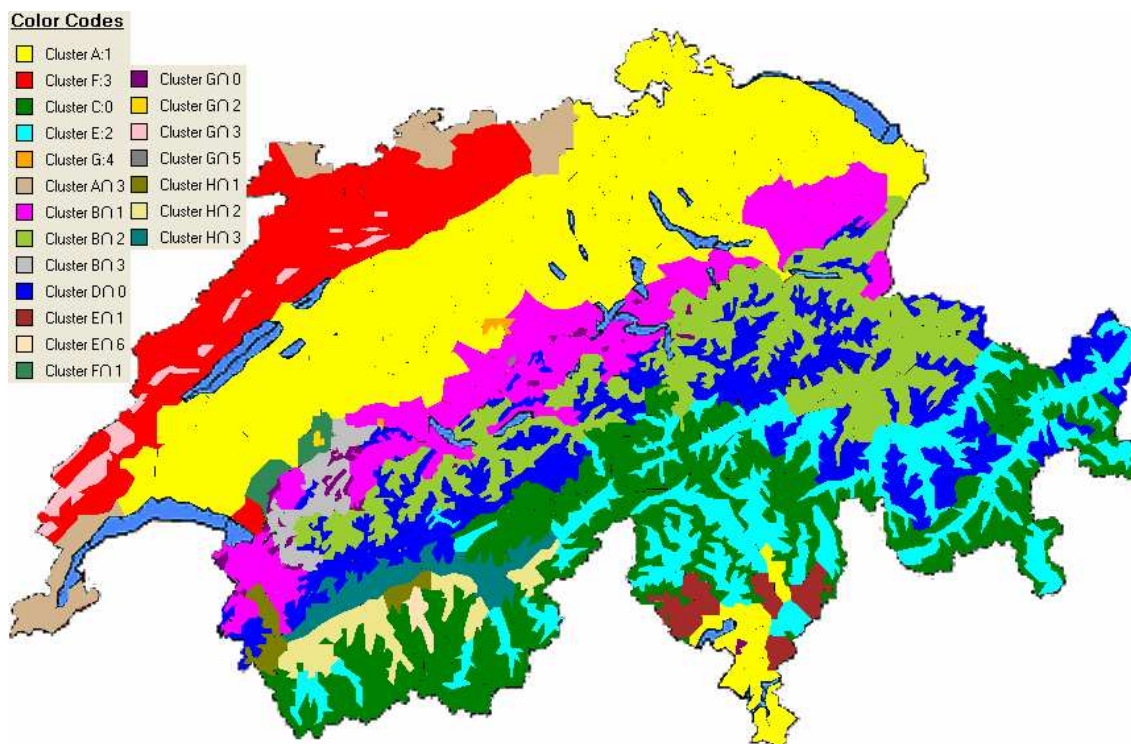 Color Codes
Cluster A:1
Cluster F:3
Cluster C:0
Cluster E:2
Cluster G:4
Cluster A∩3
Cluster B∩1
Cluster B∩2
Cluster B∩3
Cluster D∩0
Cluster E∩1
Cluster E∩6
Cluster F∩1
Cluster G∩0
Cluster G∩2
Cluster G∩3
Cluster G∩5
Cluster H∩1
Cluster H∩2
Cluster H∩3